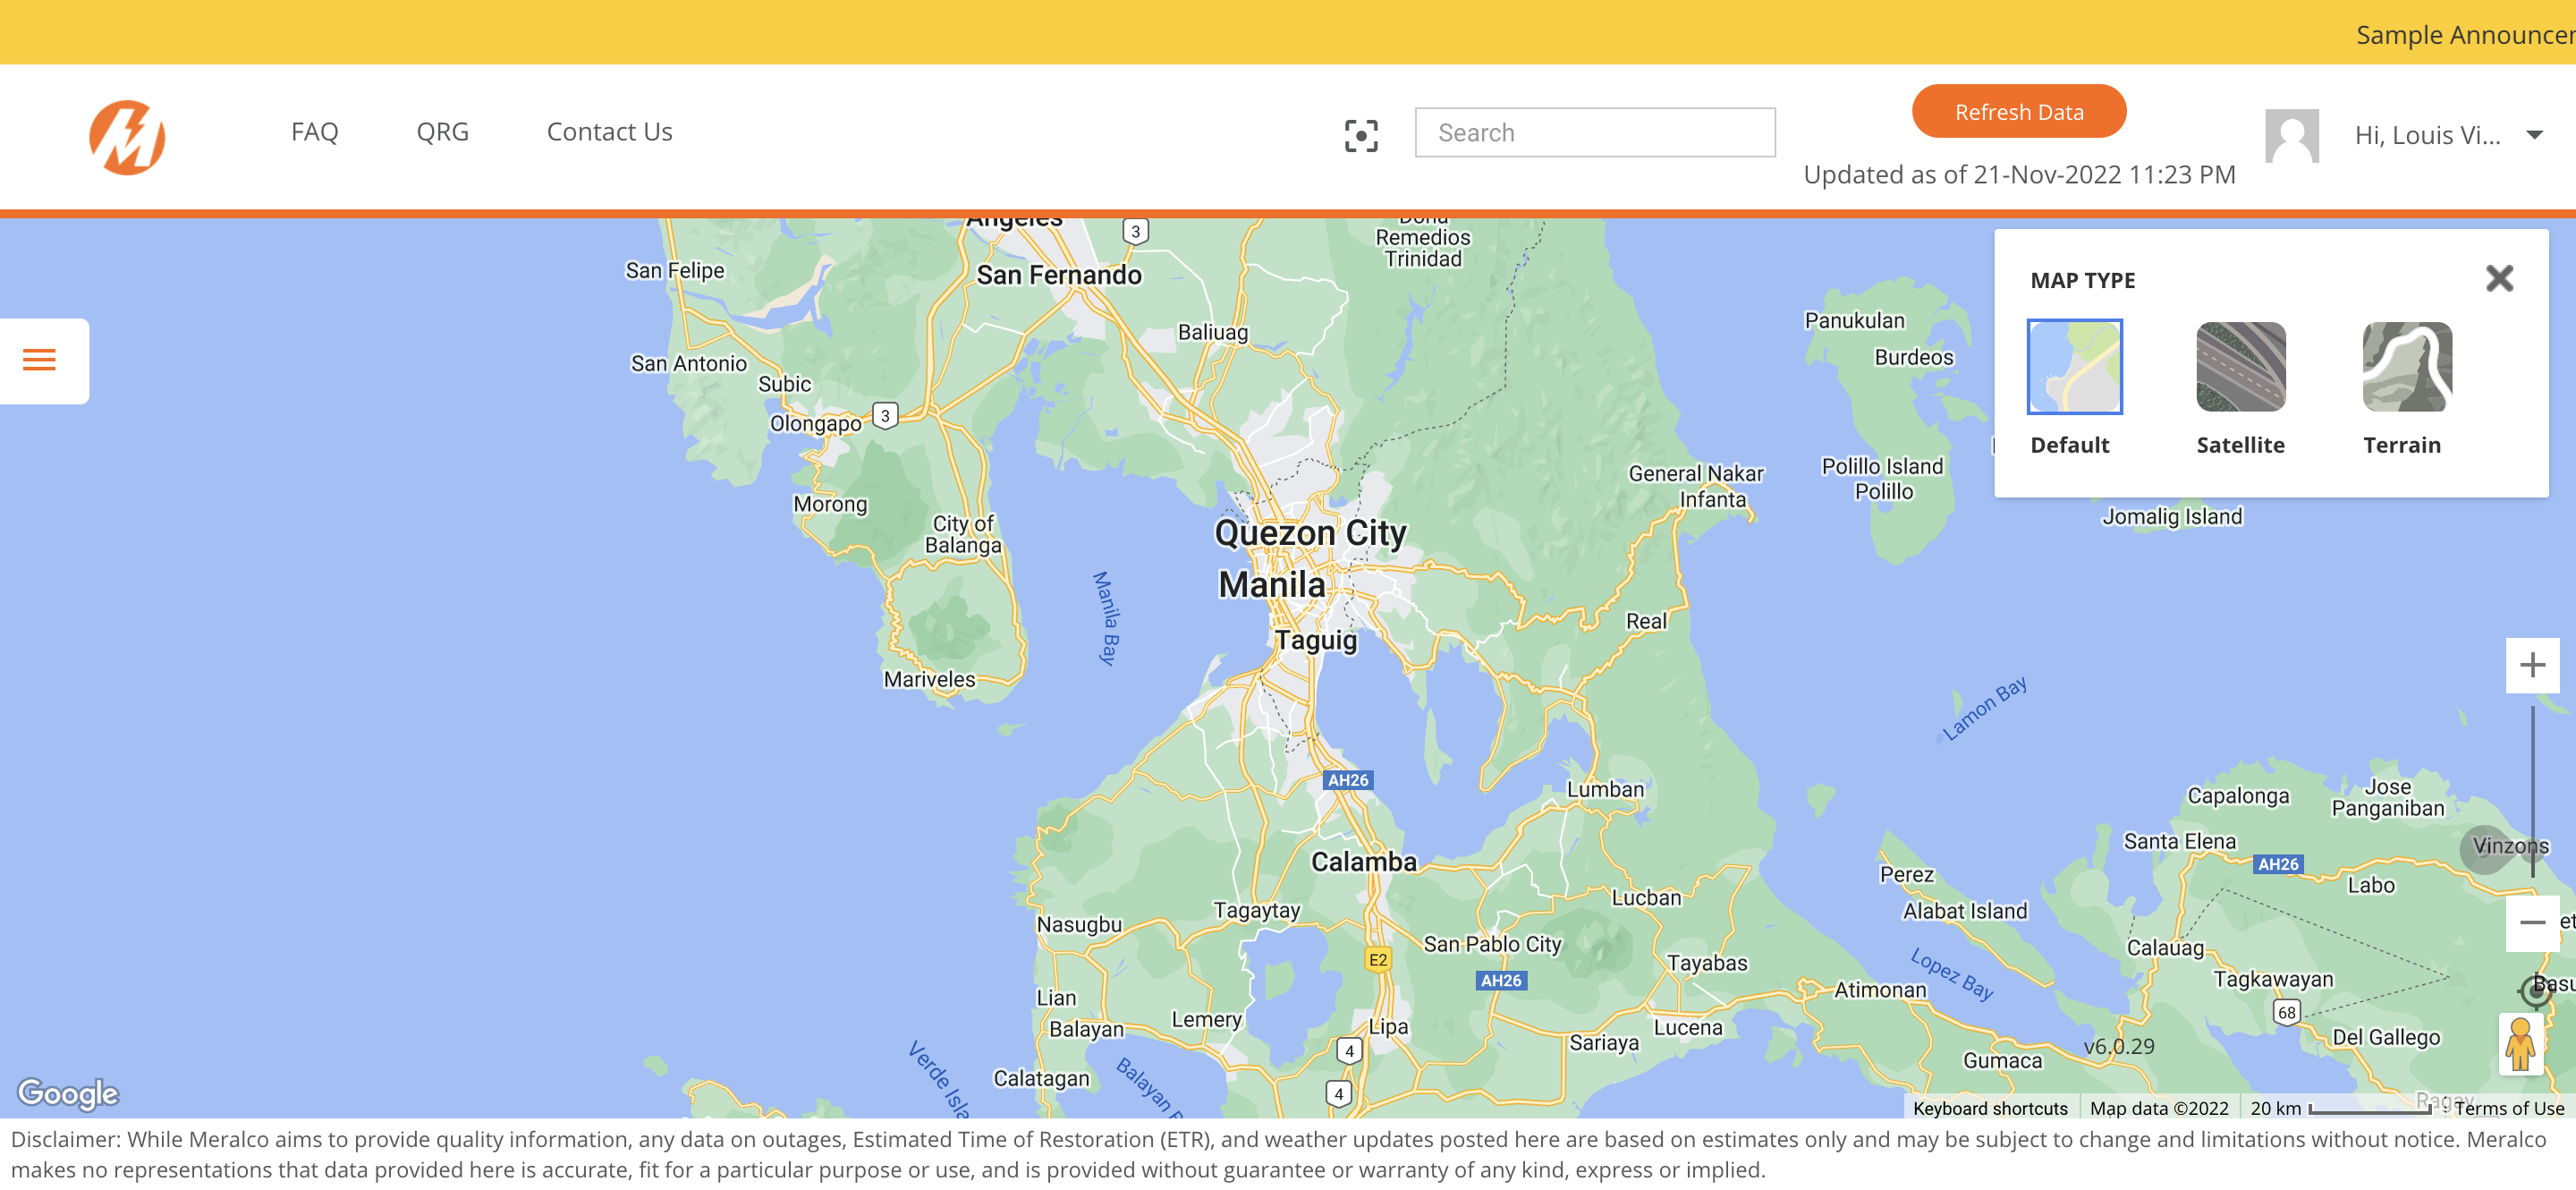 Sample Announcem
FAQ
QRG
Contact Us
Search
Refresh Data
Updated as of 21-Nov-2022 11:23 PM
Hi, Louis Vi...
MAP TYPE
Default
Satellite
Terrain
Angeles
3
Doña
Remedios
Trinidad
San Felipe
San Fernando
Panukulan
Baliuag
Burdeos
San Antonio
Subic
Olongapo
3
General Nakar
Infanta
Polillo Island
Polillo
Morong
Jomalig Island
City of
Balanga
Quezon City
Manila
Manila Bay
Taguig
Real
Mariveles
Lamon Bay
AH26
Lumban
Capalonga
Jose
Panganiban
Santa Elena
Vinzons
AH26
Calamba
Perez
Labo
Lucban
Tagaytay
Alabat Island
Nasugbu
San Pablo City
Calauag
E2
Tayabas
Lopez Bay
AH26
Tagkawayan
Atimonan
Basu
Lian
68
Lemery
Lipa
Lucena
Balayan
Sariaya
Del Gallego
v6.0.29
4
Gumaca
Verde Isla
Balayan
Calatagan
4
Ragay
Google
Keyboard shortcuts
Map data ©2022
20 km
Terms of Use
Disclaimer: While Meralco aims to provide quality information, any data on outages, Estimated Time of Restoration (ETR), and weather updates posted here are based on estimates only and may be subject to change and limitations without notice. Meralco
makes no representations that data provided here is accurate, fit for a particular purpose or use, and is provided without guarantee or warranty of any kind, express or implied.